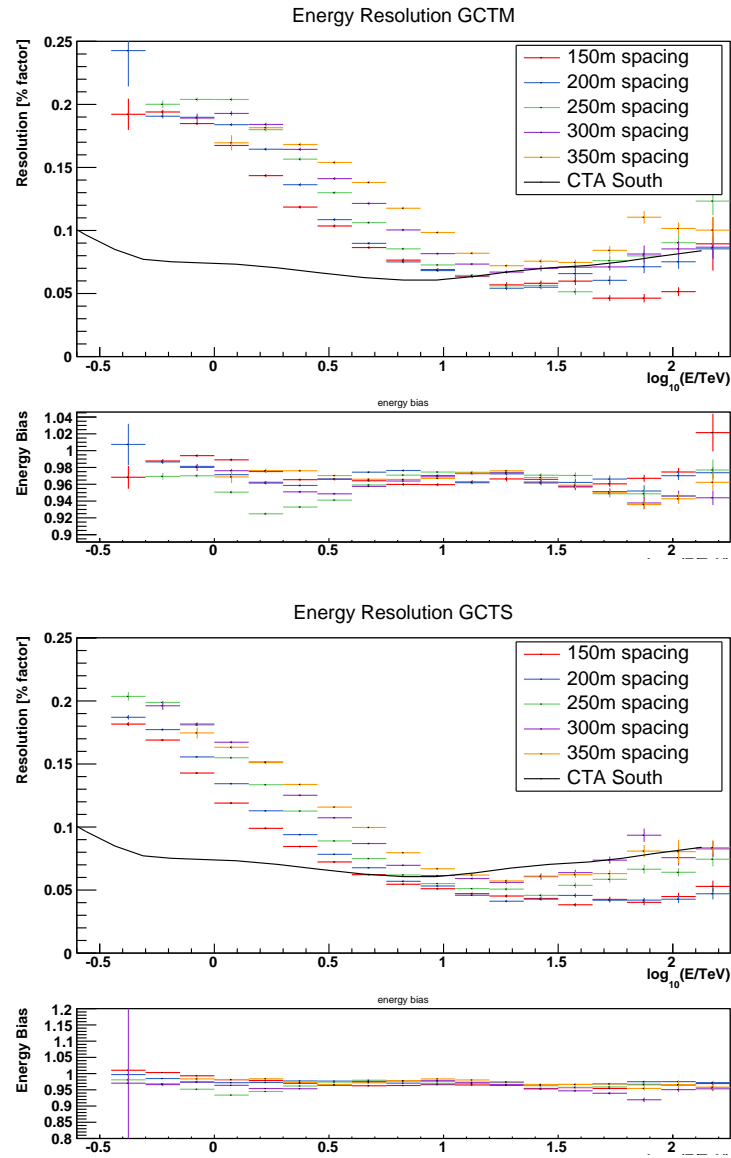 Energy Resolution GCTM
Resolution [% factor]
0.25
0.2
0.15
0.1
0.05
0
150m spacing
200m spacing
250m spacing
300m spacing
350m spacing
CTA South
-0.5 0 0.5 1 1.5 2
log10(E/TeV)
energy bias
Energy Bias
1.04
1.02
1
0.98
0.96
0.94
0.92
0.9
-0.5 0 0.5 1 1.5 2
Energy Resolution GCTS
Resolution [% factor]
0.25
0.2
0.15
0.1
0.05
0
150m spacing
200m spacing
250m spacing
300m spacing
350m spacing
CTA South
-0.5 0 0.5 1 1.5 2
log10(E/TeV)
energy bias
Energy Bias
1.2
1.15
1.1
1.05
1
0.95
0.9
0.85
0.8
-0.5 0 0.5 1 1.5 2